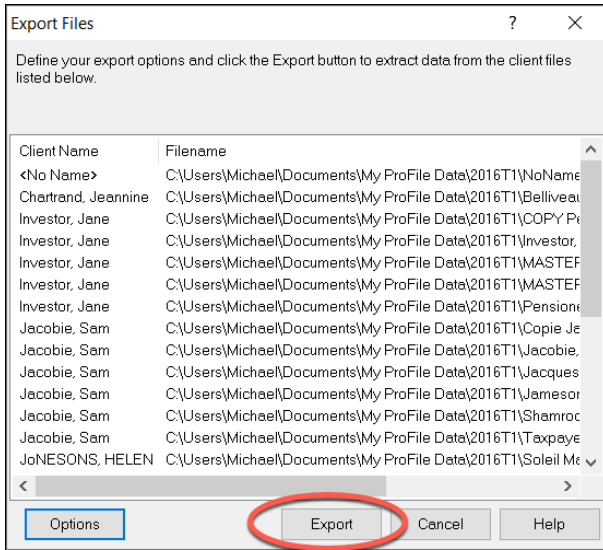 Export Files ?
Define your export options and click the Export button to extract data from the client files
listed below.
Client Name Filename
<No Name> C:\Users\Michael\Documents\My ProFile Data\2016T1\NoName
Chartrand, Jeannine C:\Users\Michael\Documents\My ProFile Data\2016T1\Belliveau
Investor, Jane C:\Users\Michael\Documents\My ProFile Data\2016T1\COPY Pe
Investor, Jane C:\Users\Michael\Documents\My ProFile Data\2016T1\Investor,
Investor, Jane C:\Users\Michael\Documents\My ProFile Data\2016T1\MASTER
Investor, Jane C:\Users\Michael\Documents\My ProFile Data\2016T1\MASTER
Investor, Jane C:\Users\Michael\Documents\My ProFile Data\2016T1\Pensione
Jacobie, Sam C:\Users\Michael\Documents\My ProFile Data\2016T1\Copie Ja
Jacobie, Sam C:\Users\Michael\Documents\My ProFile Data\2016T1\Jacobie,
Jacobie, Sam C:\Users\Michael\Documents\My ProFile Data\2016T1\Jacques
Jacobie, Sam C:\Users\Michael\Documents\My ProFile Data\2016T1\Jameson
Jacobie, Sam C:\Users\Michael\Documents\My ProFile Data\2016T1\Shamroc
Jacobie, Sam C:\Users\Michael\Documents\My ProFile Data\2016T1\Taxpaye
JoNESONS, HELEN C:\Users\Michael\Documents\My ProFile Data\2016T1\Soleil Ma
Options Export Cancel Help